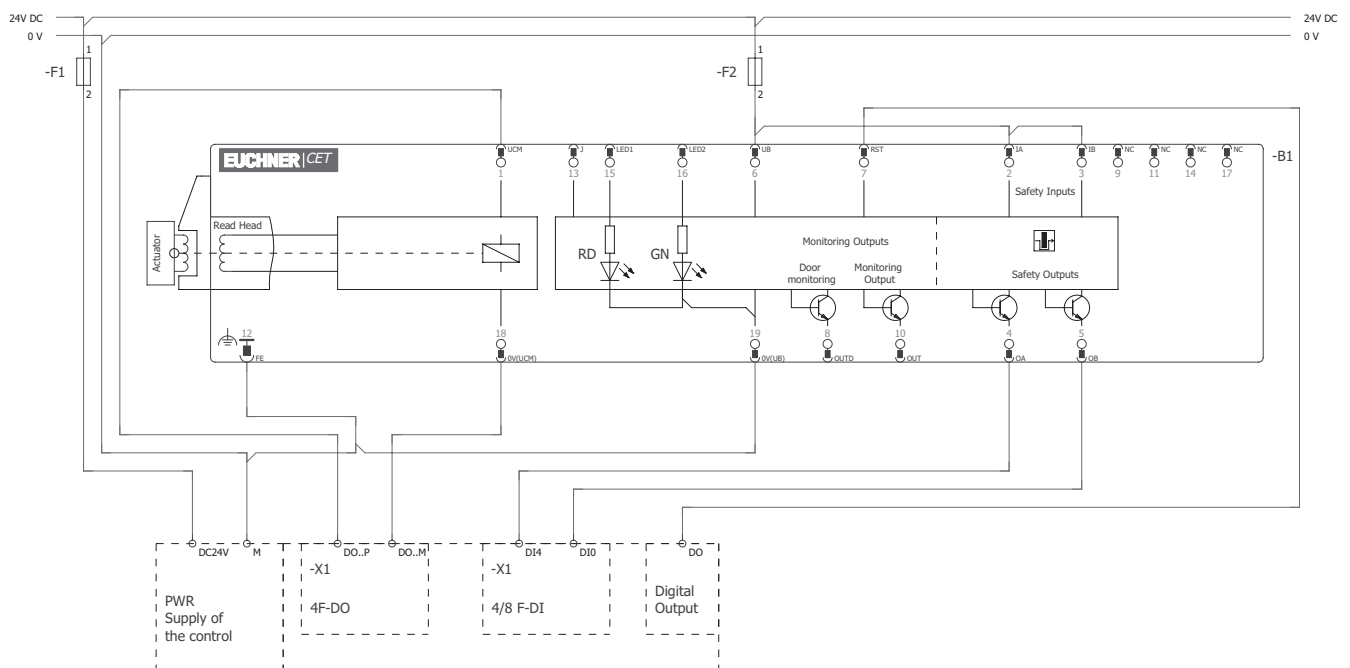 24V DC
24V DC
0 V
0 V
1
1
-F1
-F2
2
2
EUCHNER CET
UCM
J
LED1
LED2
UB
RST
IA
IB
NC
NC
NC
NC
-B1
1
13
15
16
6
7
2
3
9
11
14
17
Safety Inputs
Actuator
Read Head
RD
GN
Monitoring Outputs
Door
monitoring
Monitoring
Output
Safety Outputs
12
18
19
8
10
4
5
FE
0V(UCM)
0V(UB)
OUTD
OUT
OA
OB
DC24V
M
DO..P
DO..M
DI4
DI0
DO
-X1
-X1
PWR
Supply of
the control
4F-DO
4/8 F-DI
Digital
Output